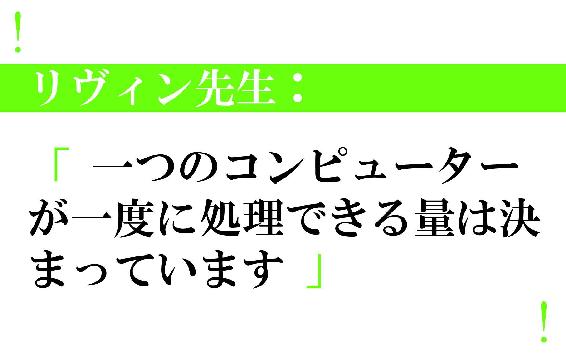 !
リヴィン先生：
「 一つのコンピューター
が一度に処理できる量は決
まっています 」
!